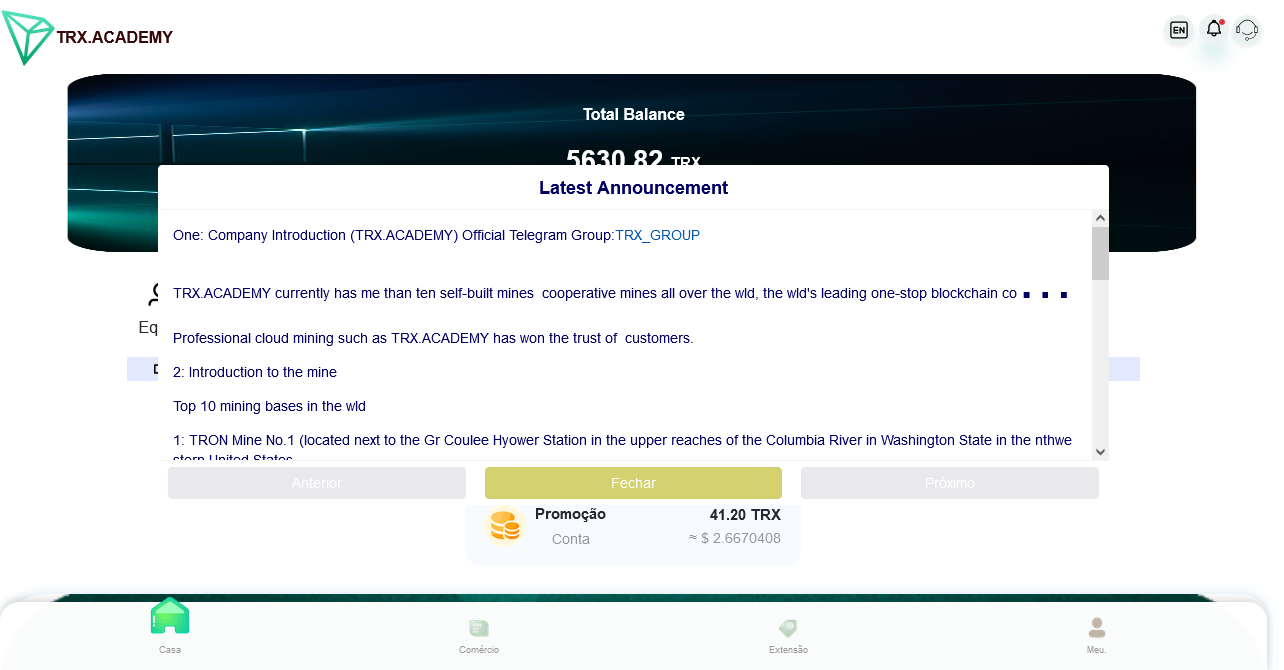 TRX.ACADEMY
EN
Total Balance
5630.82 TRX
Latest Announcement
One: Company Introduction (TRX.ACADEMY) Official Telegram Group:TRX_GROUP
TRX.ACADEMY currently has me than ten self-built mines  cooperative mines all over the wld, the wld's leading one-stop blockchain co . . .
Professional cloud mining such as TRX.ACADEMY has won the trust of  customers.
2: Introduction to the mine
Top 10 mining bases in the wld
1: TRON Mine No.1 (located next to the Gr Coulee Hyower Station in the upper reaches of the Columbia River in Washington State in the nthwe
stern United States
Eq
Anterior
Fechar
Próximo
Promoção
41.20 TRX
Conta
≈ $ 2.6670408
Casa
Comércio
Extensão
Meu.